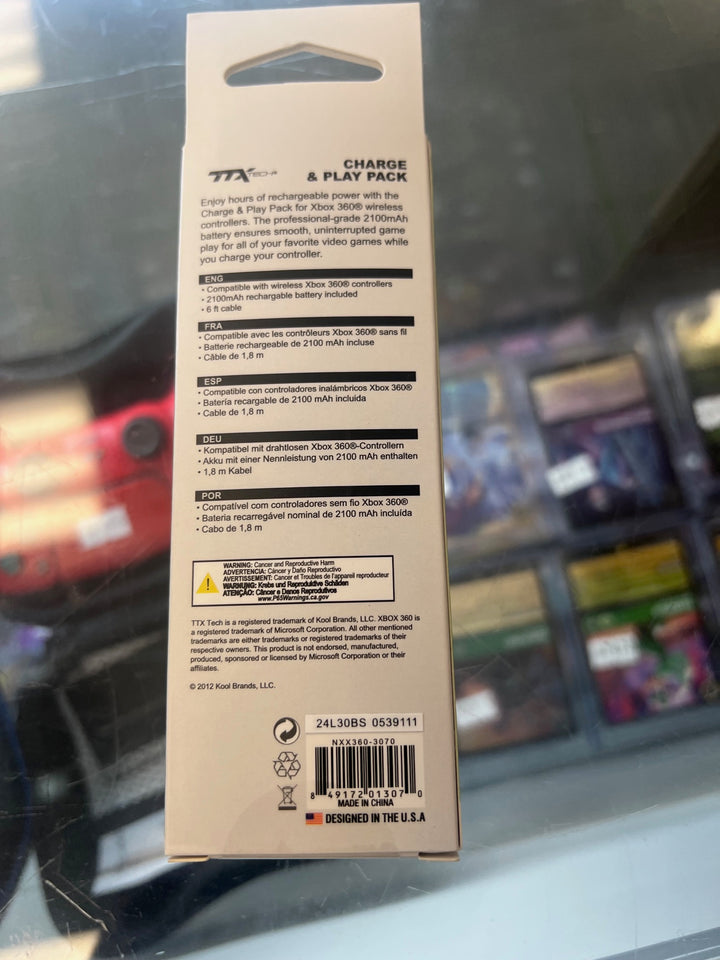 TTX TECH
CHARGE
& PLAY PACK
Enjoy hours of rechargeable power with the
Charge & Play Pack for Xbox 360® wireless
controllers. The professional-grade 2100mAh
battery ensures smooth, uninterrupted game
play for all of your favorite video games while
you charge your controller.
ENG
• Compatible with wireless Xbox 360® controllers
• 2100mAh rechargeable battery included
• 6 ft cable
FRA
• Compatible avec les contrôleurs Xbox 360® sans fil
• Batterie rechargeable de 2100 mAh incluse
• Câble de 1,8 m
ESP
• Compatible con controladores inalámbricos Xbox 360®
• Batería recargable de 2100 mAh incluida
• Cable de 1,8 m
DEU
• Kompatibel mit drahtlosen Xbox 360®-Controllern
• Akku mit einer Nennleistung von 2100 mAh enthalten
• 1,8 m Kabel
POR
• Compatível com controladores sem fio Xbox 360®
• Bateria recarregável nominal de 2100 mAh incluída
• Cabo de 1,8 m
WARNING: Cancer and Reproductive Harm
ADVERTENCIA: Cáncer y Daño Reproductivo
AVERTISSEMENT: Cancer et Troubles de l'appareil reproducteur
WARNUNG: Krebs und Reproduktive Schäden
ATENÇÃO: Câncer e Danos Reprodutivos
www.P65Warnings.ca.gov
TTX Tech is a registered trademark of Kool Brands, LLC. XBOX 360 is
a registered trademark of Microsoft Corporation. All other mentioned
trademarks are either trademarks or registered trademarks of their
respective owners. This product is not endorsed, manufactured,
produced, sponsored or licensed by Microsoft Corporation or their
affiliates.
© 2012 Kool Brands, LLC.
24L30BS 0539111
NXX360-3070
8 49172 01307 0
MADE IN CHINA
DESIGNED IN THE U.S.A